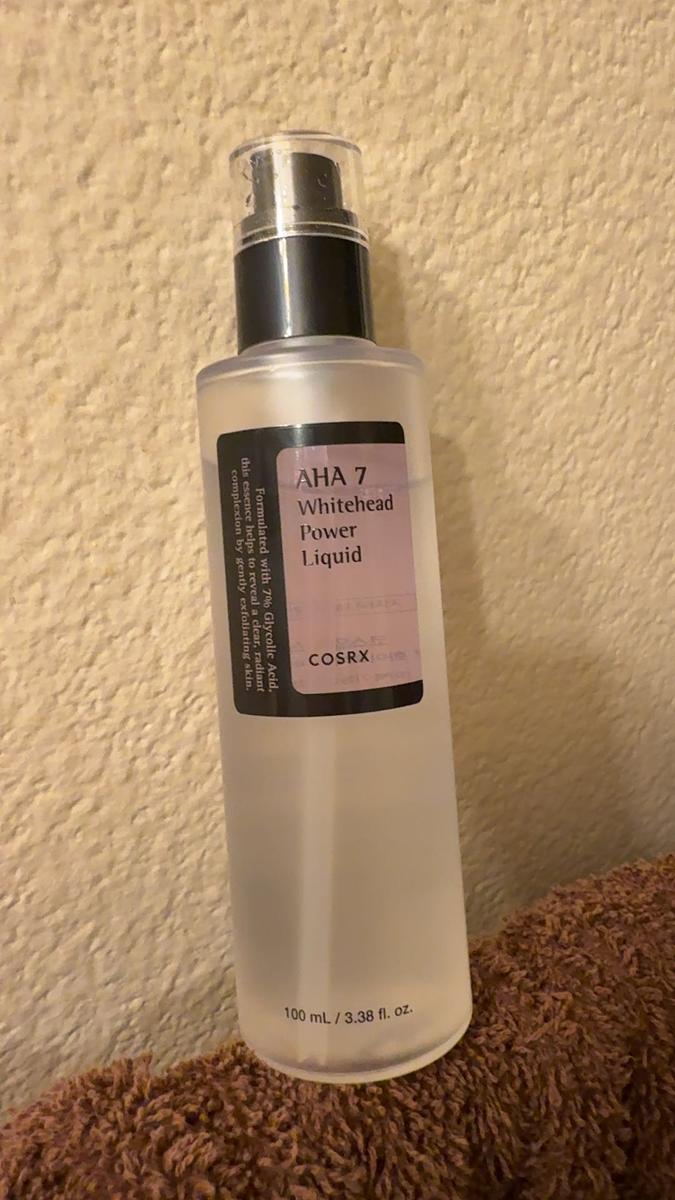 AHA 7
Whitehead
Power
Liquid
COSRX
Formulated with 7% Glycolic Acid,
this essence helps to reveal a clear, radiant
complexion by gently exfoliating skin.
100 mL / 3.38 fl. oz.